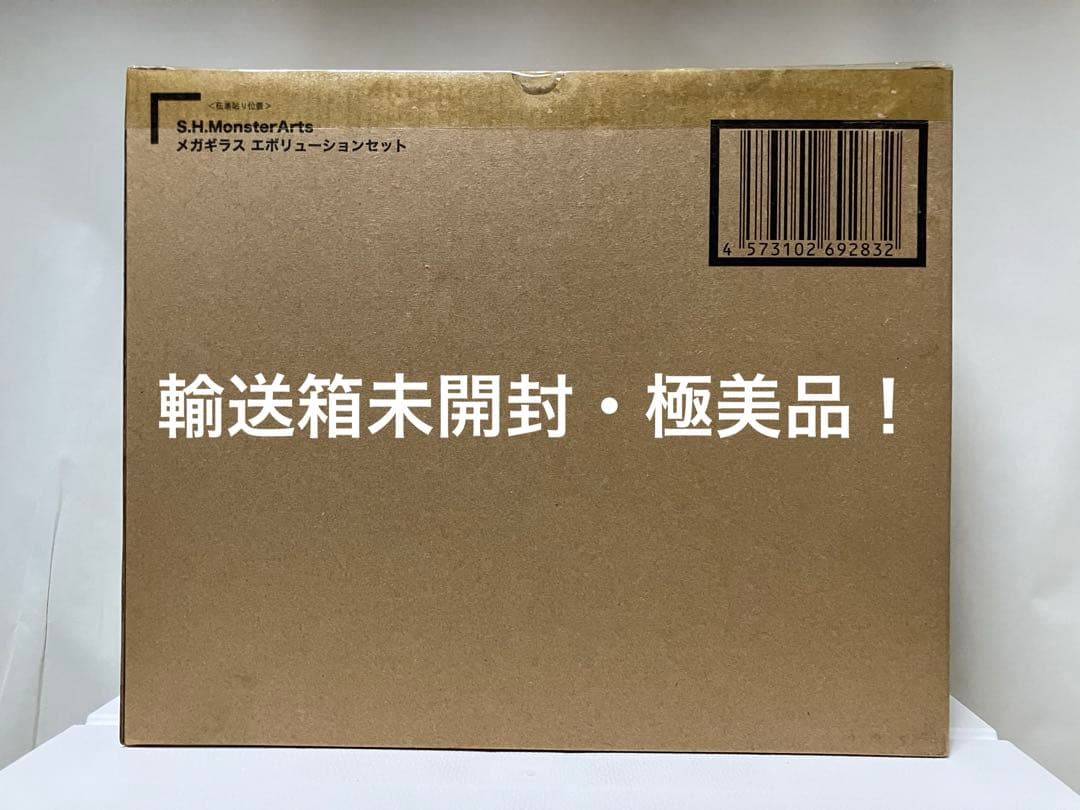 ＜伝票貼り位置＞
S.H.MonsterArts
メガギラス エボリューションセット
4 573102 692832
輸送箱未開封・極美品！